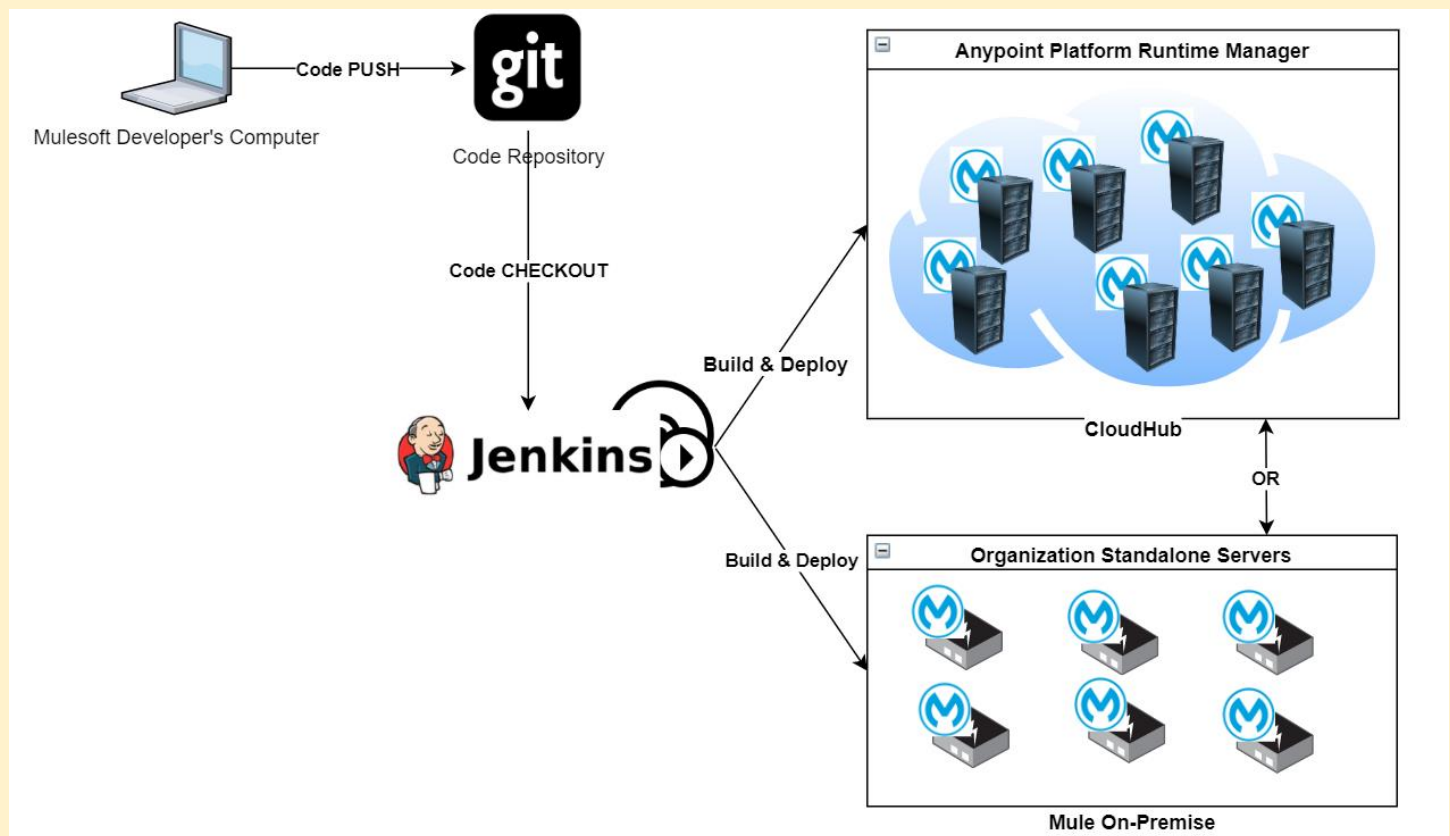 Code PUSH
git
Mulesoft Developer's Computer
Code Repository
Code CHECKOUT
Jenkins
Build & Deploy
Build & Deploy
Anypoint Platform Runtime Manager
CloudHub
OR
Organization Standalone Servers
Mule On-Premise